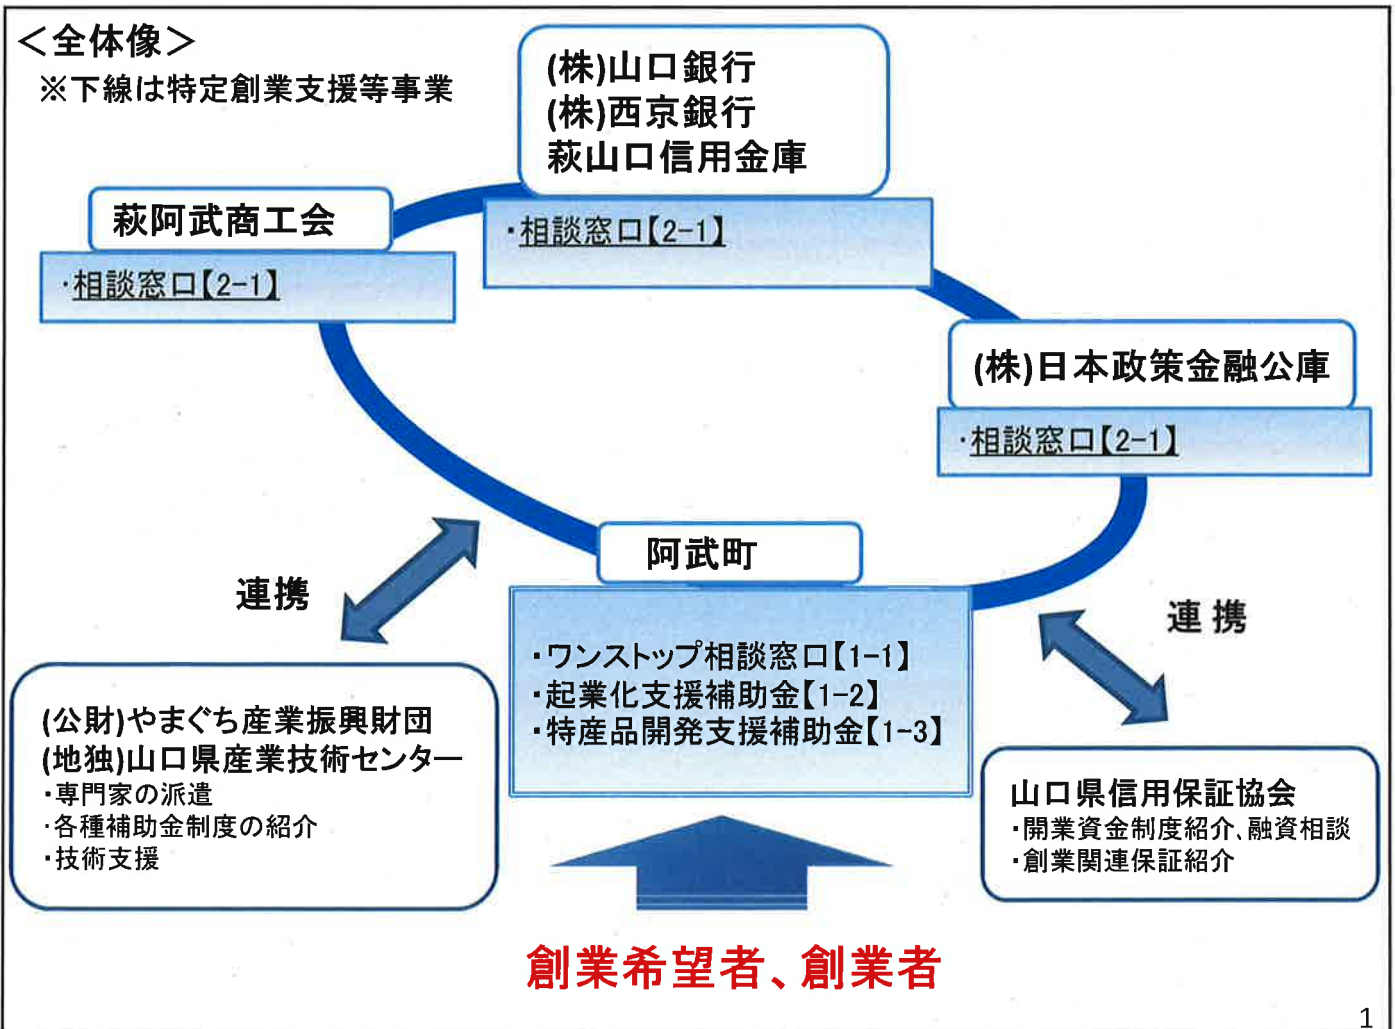 ＜全体像＞
※下線は特定創業支援等事業
(株)山口銀行
(株)西京銀行
萩山口信用金庫
・相談窓口【2-1】
萩阿武商工会
・相談窓口【2-1】
(株)日本政策金融公庫
・相談窓口【2-1】
阿武町
・ワンストップ相談窓口【1-1】
・起業化支援補助金【1-2】
・特産品開発支援補助金【1-3】
連携
連携
(公財)やまぐち産業振興財団
(地独)山口県産業技術センター
・専門家の派遣
・各種補助金制度の紹介
・技術支援
山口県信用保証協会
・開業資金制度紹介、融資相談
・創業関連保証紹介
創業希望者、創業者
1